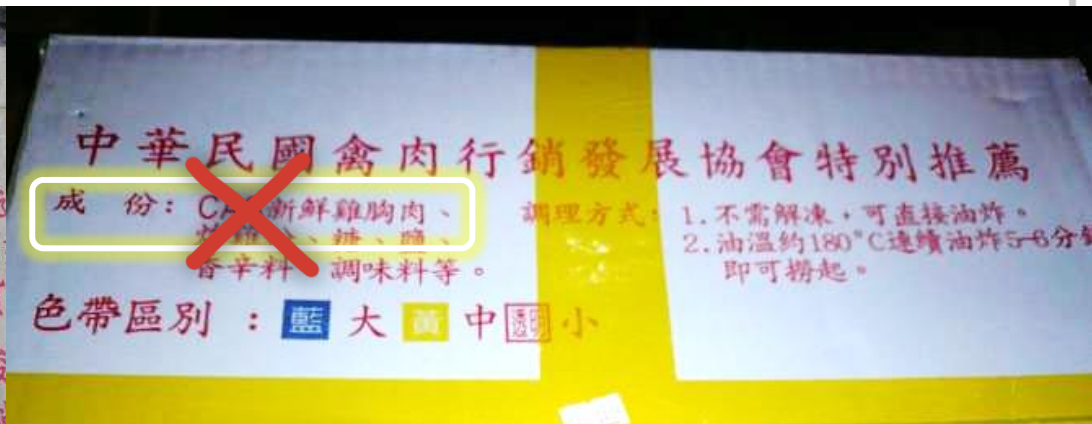 中華民國禽肉行銷發展協會特別推薦
成 份：新鮮雞胸肉、
糖、鹽、
香辛料、調味料等。
調理方式：1.不需解凍，可直接油炸。
2.油溫約180°C連續油炸5-6分鐘
即可撈起。
色帶區別：藍大黃中透明小